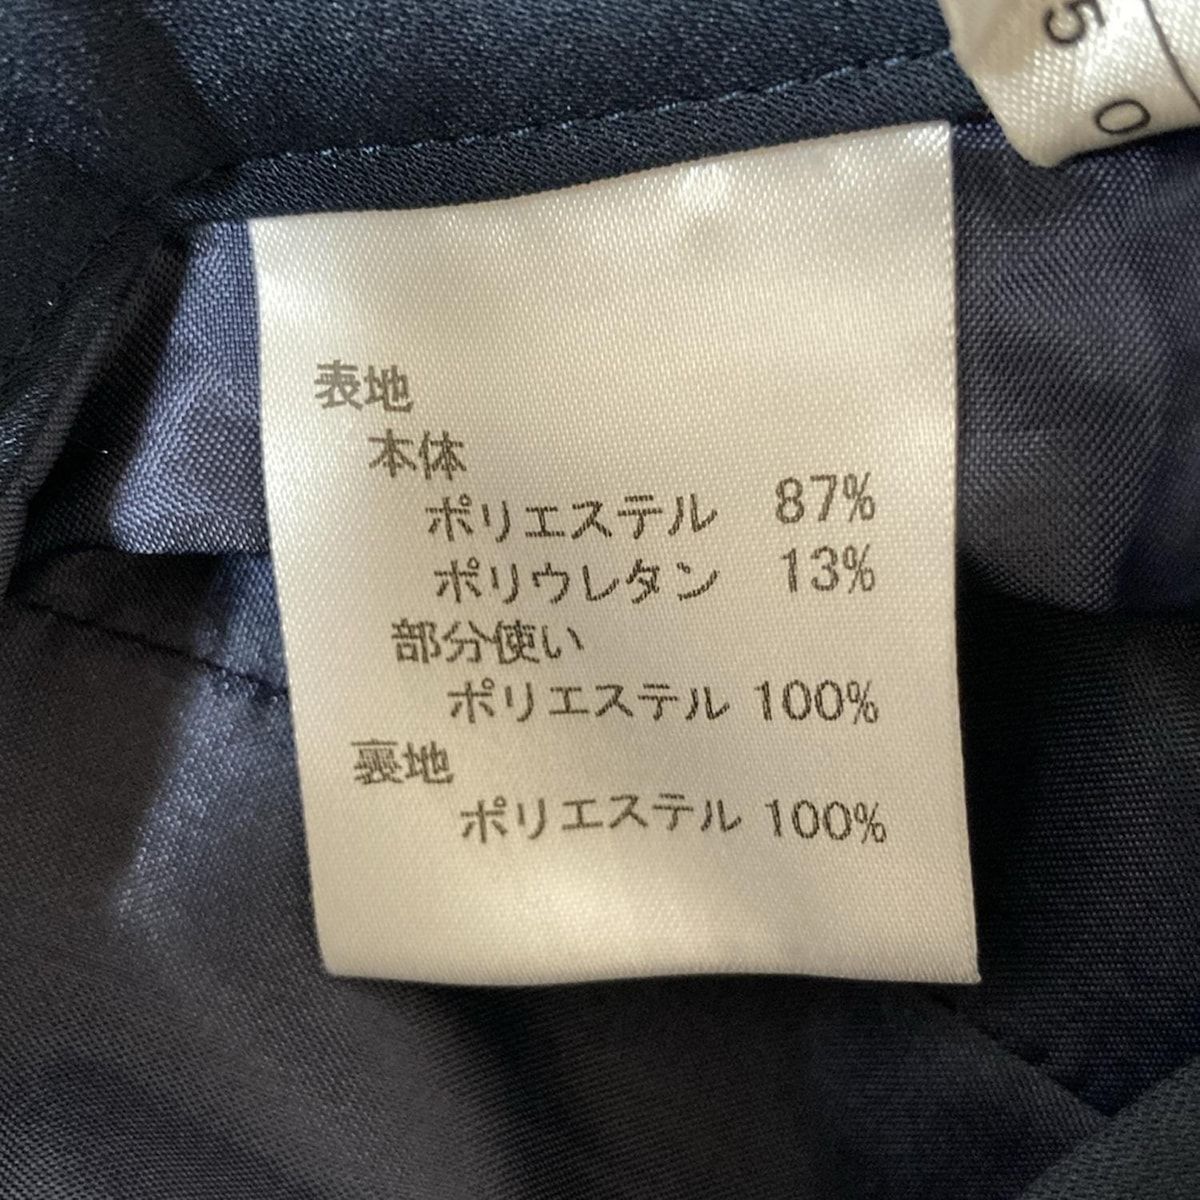 5
0
表地
本体
ポリエステル 87%
ポリウレタン 13%
部分使い
ポリエステル 100%
裏地
ポリエステル 100%